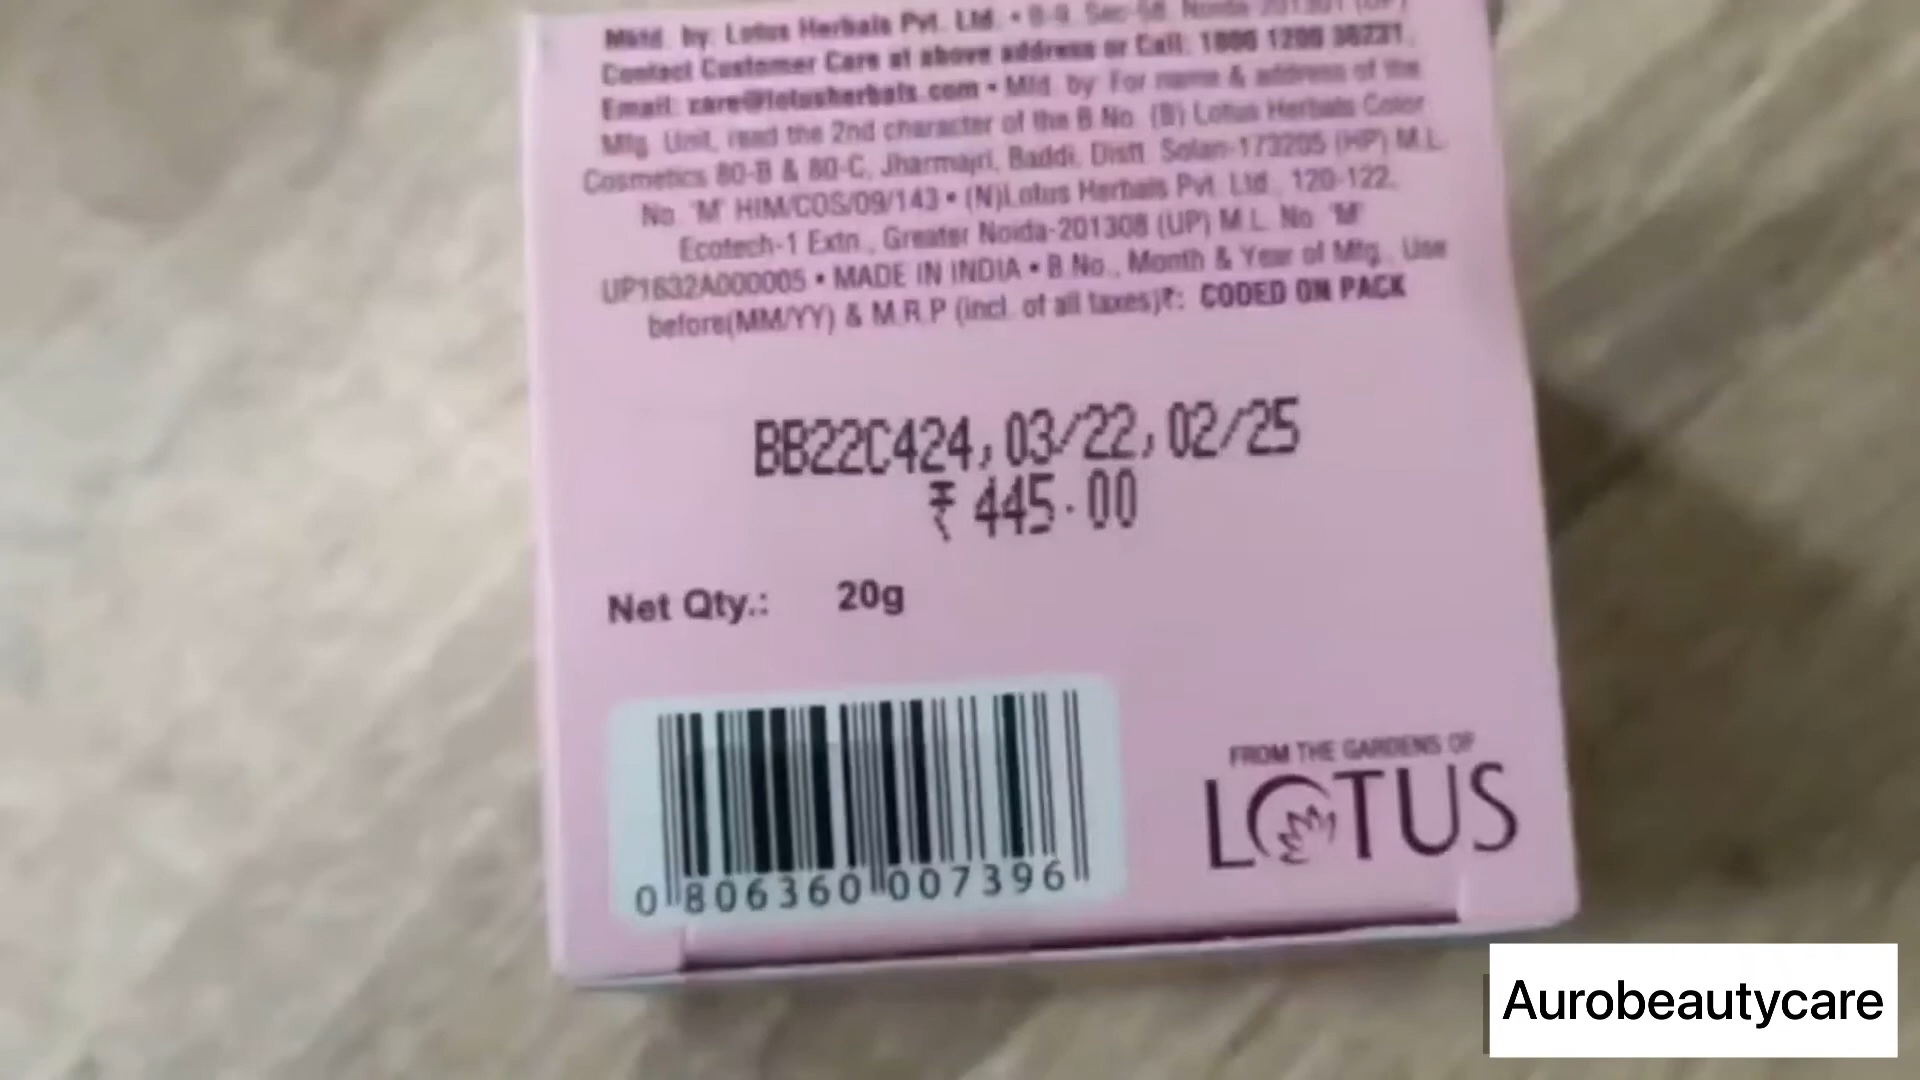 Mktd. by: Lotus Herbals Pvt. Ltd. • B-9, Sec-58, Noida-201301 (UP)
Contact Customer Care at above address or Call: 1800 1200
Email: care@lotusherbals.com • Mfd. by: For name & address of the
Mfg. Unit, read the 2nd character of the B.No. (B) Lotus Herbals Color
Cosmetics 80-B & 80-C, Jharmajri, Baddi, Distt. Solan-173205 (HP) M.L.
No. 'M' HIM/COS/09/143 • (N)Lotus Herbals Pvt. Ltd., 120-122,
Ecotech-1 Extn., Greater Noida-201308 (UP) M.L. No. 'M'
UP1632A000005 • MADE IN INDIA • B.No., Month & Year of Mfg., Use
before(MM/YY) & M.R.P (incl. of all taxes)₹: CODED ON PACK
BB22C424, 03/22, 02/25
₹ 445.00
Net Qty.: 20g
0 806360 007396
FROM THE GARDENS OF
LOTUS
Aurobeautycare